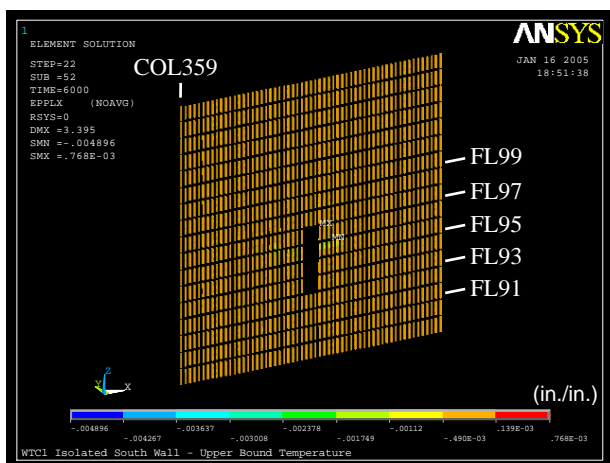 1
ANSYS
ELEMENT SOLUTION
JAN 16 2005
18:51:38
STEP=22
SUB =52
TIME=6000
EPPLX (NOAVG)
RSYS=0
DMX =3.395
SMN =-.004896
SMX =.768E-03
COL359
FL99
FL97
FL95
FL93
FL91
MX
MN
Z
Y
X
(in./in.)
-.004896 -.003637 -.002378 -.00112 .139E-03
-.004267 -.003008 -.001749 -.490E-03 .768E-03
WTC1 Isolated South Wall - Upper Bound Temperature